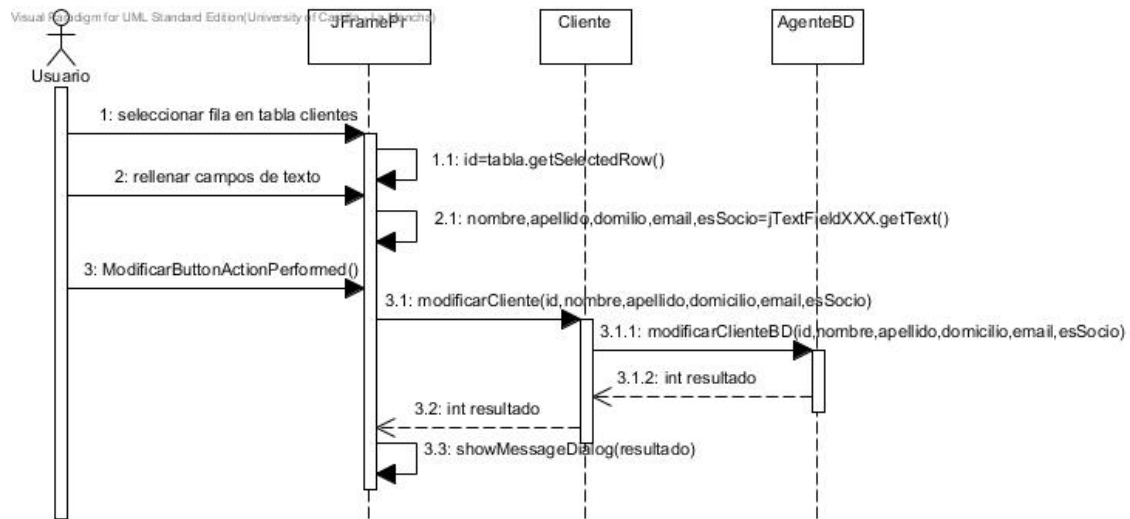 Visual Paradigm for UML Standard Edition(University of Castilla - La Mancha)
JFramePr
Cliente
AgenteBD
Usuario
1: seleccionar fila en tabla clientes
1.1: id=tabla.getSelectedRow()
2: rellenar campos de texto
2.1: nombre,apellido,domilio,email,esSocio=jTextFieldXXX.getText()
3: ModificarButtonActionPerformed()
3.1: modificarCliente(id,nombre,apellido,domicilio,email,esSocio)
3.1.1: modificarClienteBD(id,nombre,apellido,domicilio,email,esSocio)
3.1.2: int resultado
3.2: int resultado
3.3: showMessageDialog(resultado)